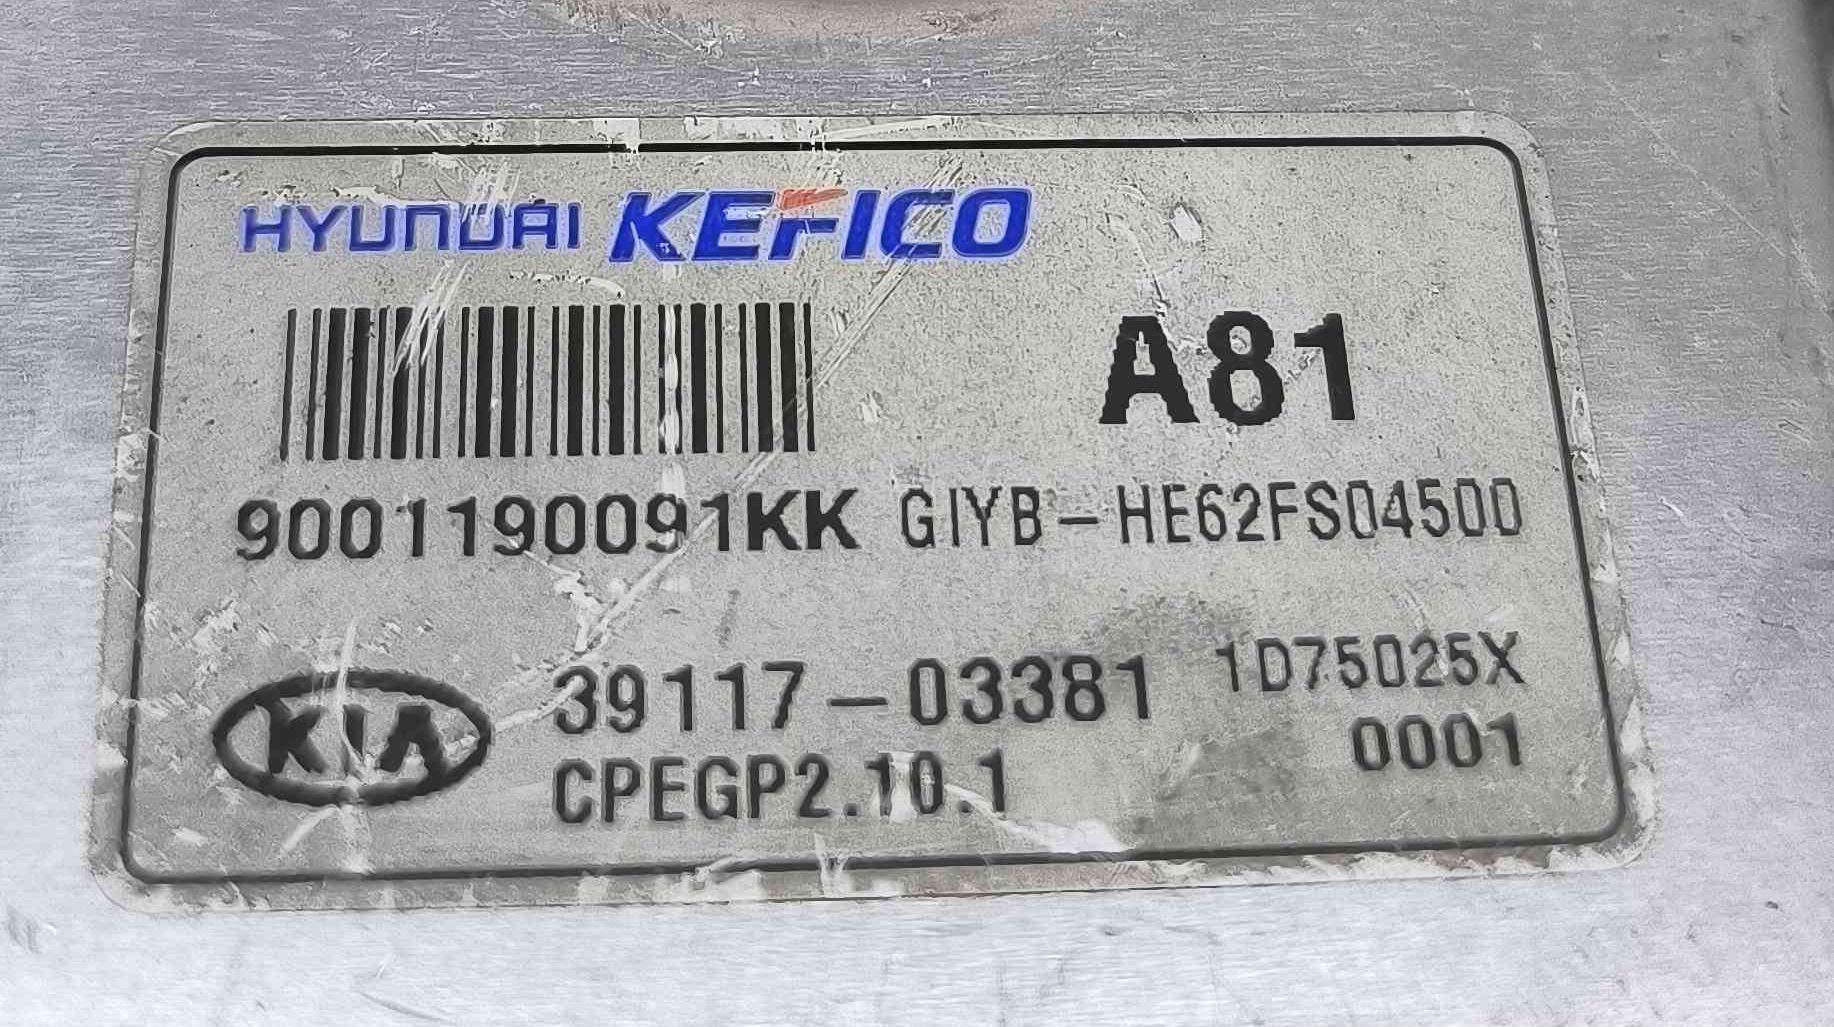 HYUNDAI KEFICO
A81
9001190091KK GIYB-HE62FS04500
KIA
39117-03381 1D75025X
CPEGP2.10.1 0001